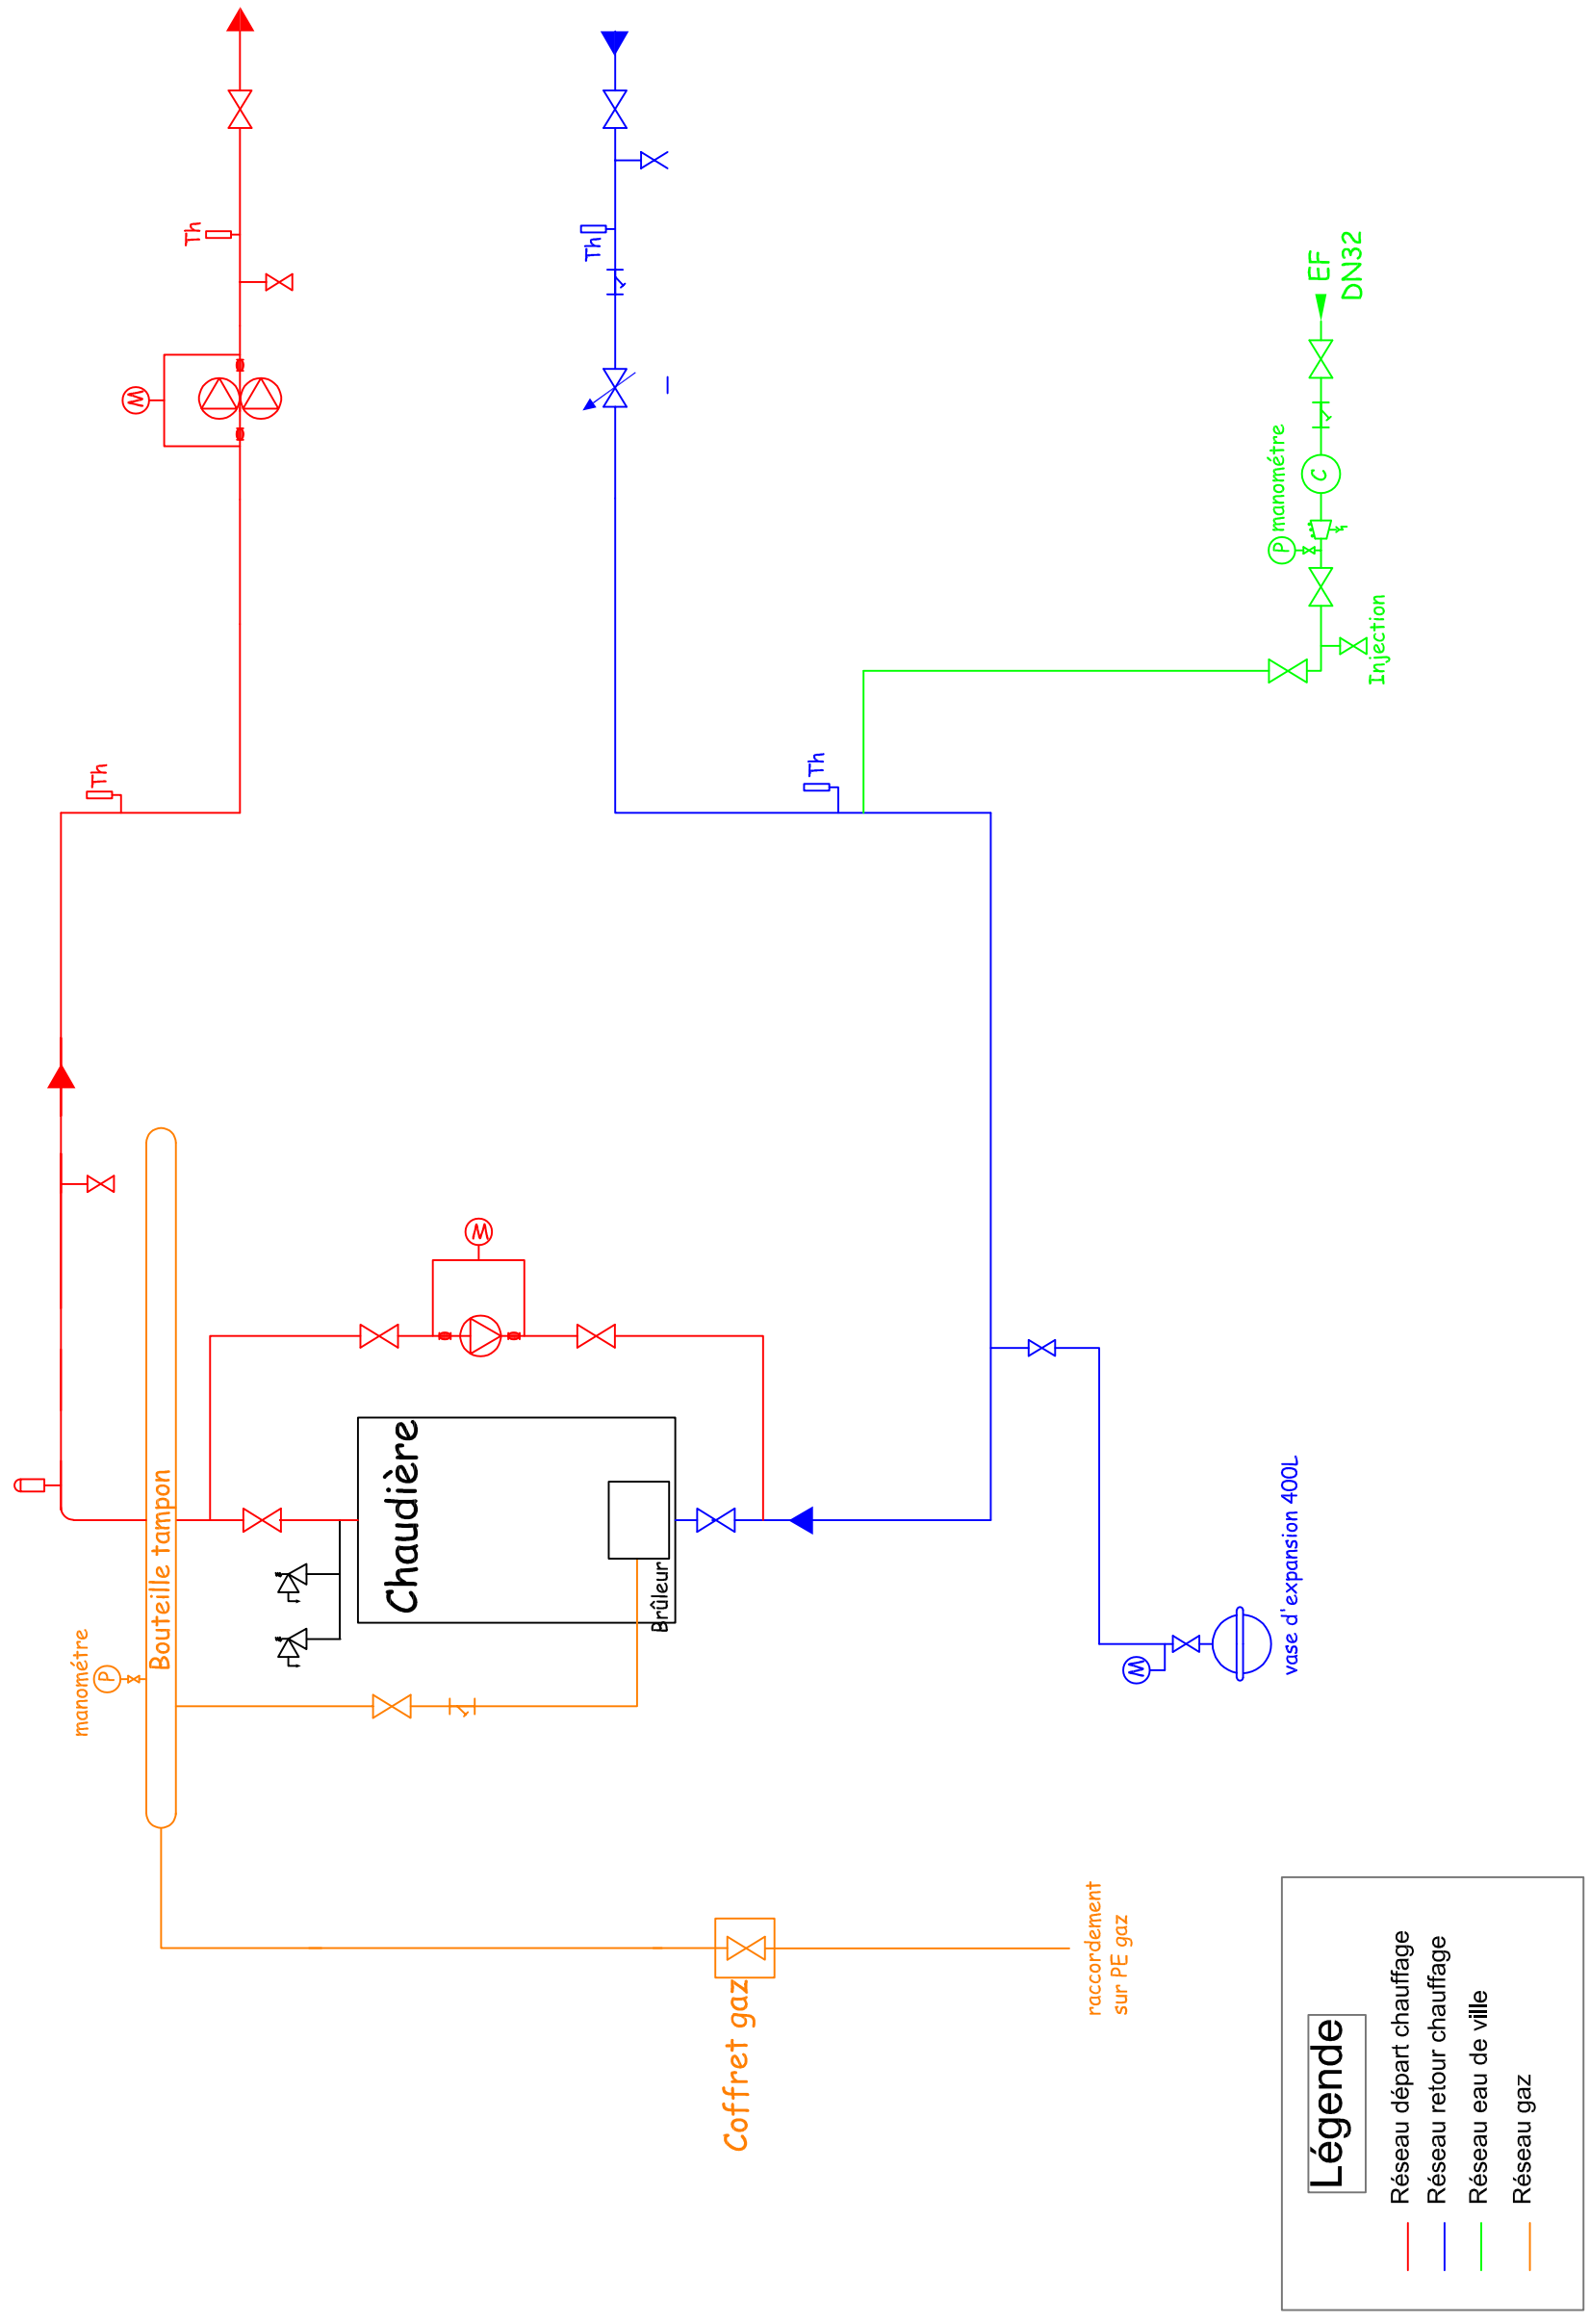 manométre
P
Bouteille tampon
Th
M
Th
Chaudière
Brûleur
M
Th
Th
EF
DN32
C
manométre
P
Injection
M
vase d'expansion 400L
Coffret gaz
raccordement
sur PE gaz
Légende
Réseau départ chauffage
Réseau retour chauffage
Réseau eau de ville
Réseau gaz